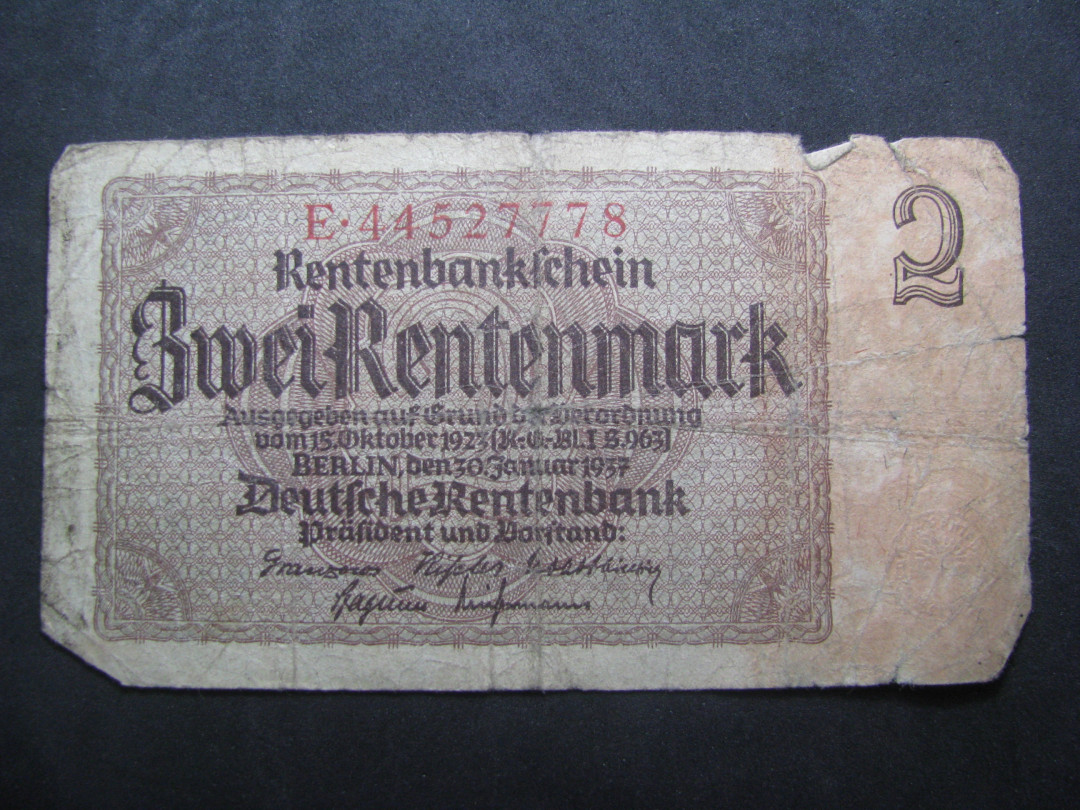 E·44527778
2
Rentenbankschein
Zwei Rentenmark
Ausgegeben auf Grund der Verordnung
vom 15. Oktober 1923 (R.-G.-Bl. I S. 963)
BERLIN, den 30. Januar 1937
Deutsche Rentenbank
Präsident und Vorstand: